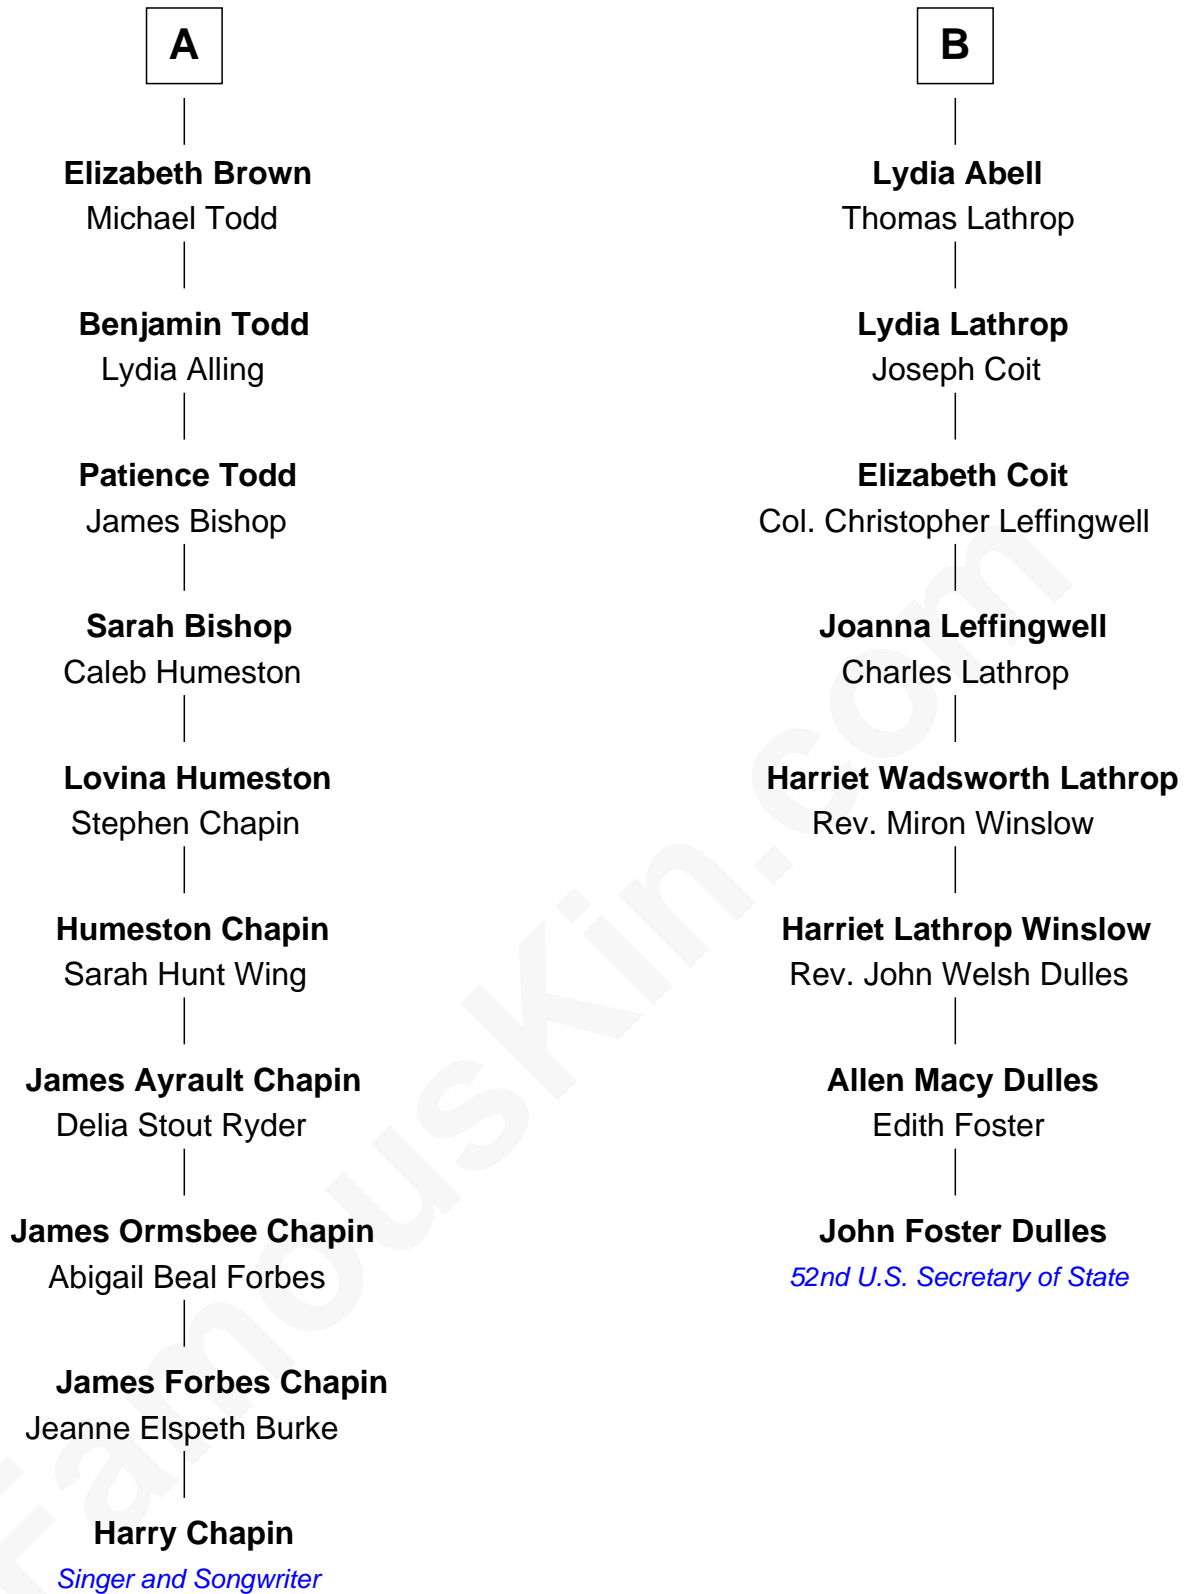 A
Elizabeth Brown
Michael Todd
Benjamin Todd
Lydia Alling
Patience Todd
James Bishop
Sarah Bishop
Caleb Humeston
Lovina Humeston
Stephen Chapin
Humeston Chapin
Sarah Hunt Wing
James Ayrault Chapin
Delia Stout Ryder
James Ormsbee Chapin
Abigail Beal Forbes
James Forbes Chapin
Jeanne Elspeth Burke
Harry Chapin
Singer and Songwriter
B
Lydia Abell
Thomas Lathrop
Lydia Lathrop
Joseph Coit
Elizabeth Coit
Col. Christopher Leffingwell
Joanna Leffingwell
Charles Lathrop
Harriet Wadsworth Lathrop
Rev. Miron Winslow
Harriet Lathrop Winslow
Rev. John Welsh Dulles
Allen Macy Dulles
Edith Foster
John Foster Dulles
52nd U.S. Secretary of State
FamousKin.com